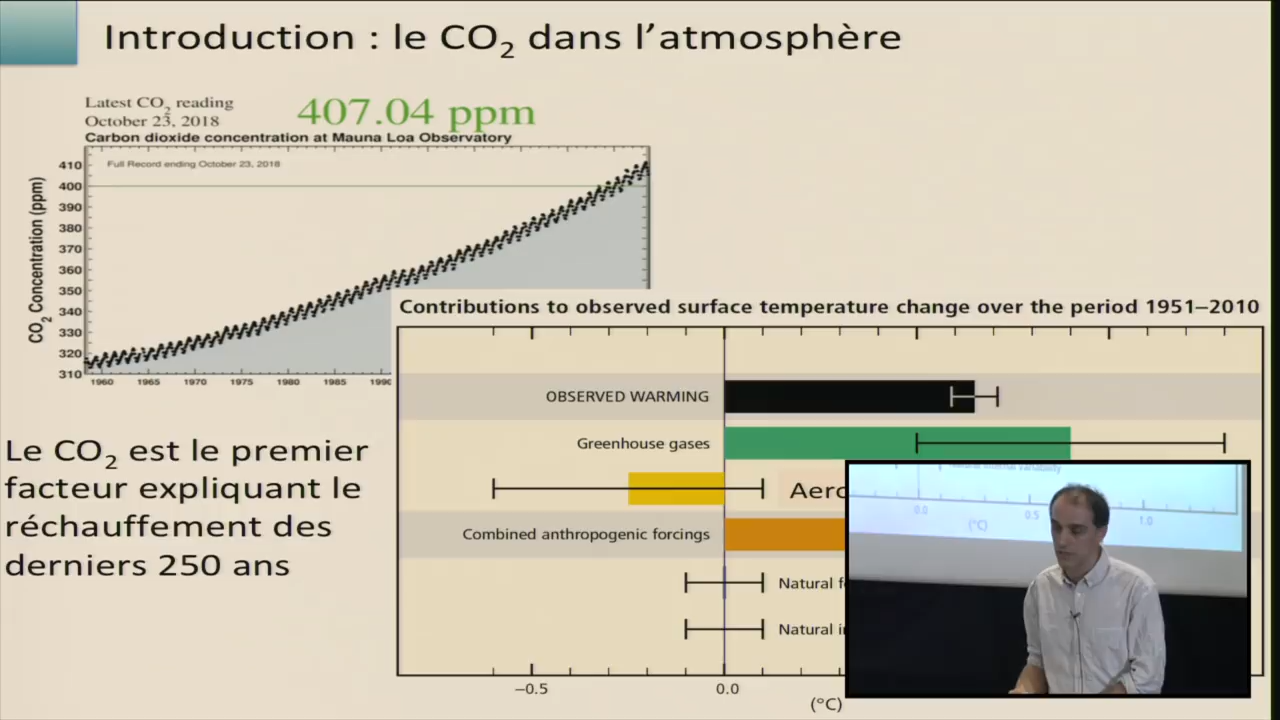 Introduction : le CO2 dans l'atmosphère
Latest CO2 reading
October 23, 2018
407.04 ppm
Carbon dioxide concentration at Mauna Loa Observatory
Full Record ending October 23, 2018
CO2 Concentration (ppm)
410
400
390
380
370
360
350
340
330
320
310
1960 1965 1970 1975 1980 1985 1990
Contributions to observed surface temperature change over the period 1951–2010
OBSERVED WARMING
Greenhouse gases
Aero
Combined anthropogenic forcings
Natural f
Natural i
−0.5 0.0
(°C)
Le CO2 est le premier
facteur expliquant le
réchauffement des
derniers 250 ans
Natural internal variability
0.0 0.5 1.0
(°C)